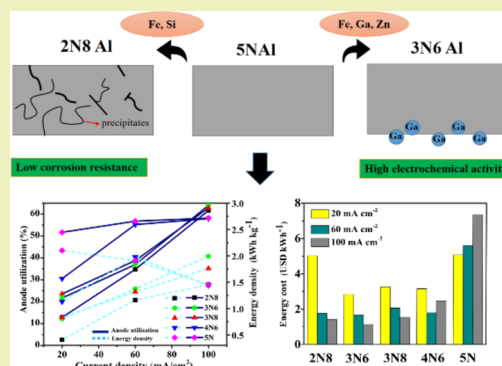 Fe, Si
Fe, Ga, Zn
2N8 Al
5NAl
3N6 Al
precipitates
Ga
Ga
Ga
Ga
Ga
Low corrosion resistance
High electrochemical activit
60
50
40
30
20
10
0
Anode utilization (%)
3.0
2.5
2.0
1.5
1.0
0.5
Energy density (kWh kg⁻¹)
2N8
3N6
3N8
4N6
5N
Anode utilization
Energy density
20
60
100
Current density (mA/cm²)
8
6
4
2
0
Energy cost (USD kWh⁻¹)
20 mA cm⁻²
60 mA cm⁻²
100 mA cm⁻²
2N8
3N6
3N8
4N6
5N